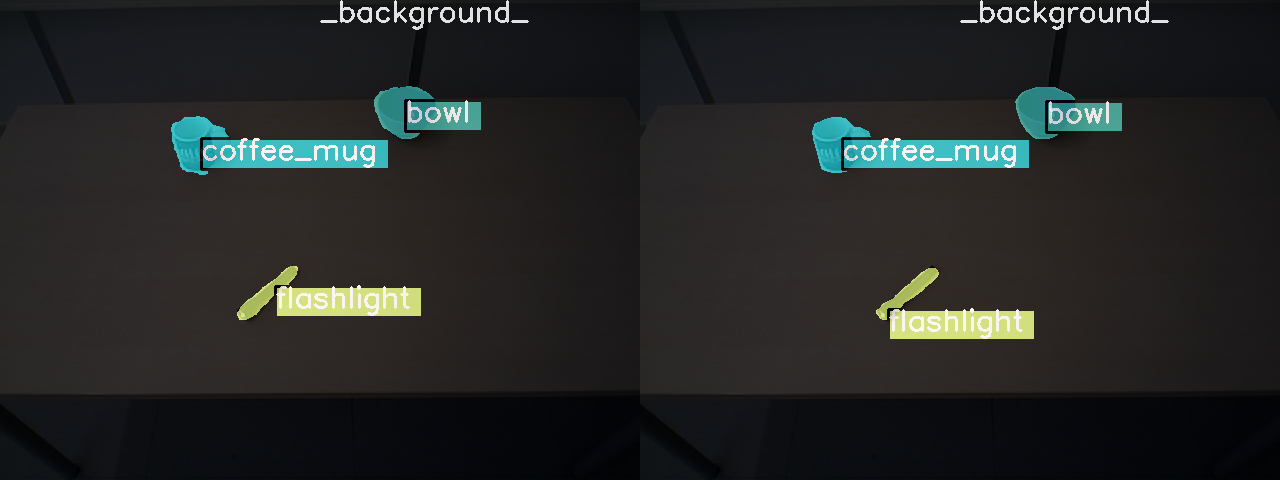 _background_
_background_
bowl
bowl
coffee_mug
coffee_mug
flashlight
flashlight